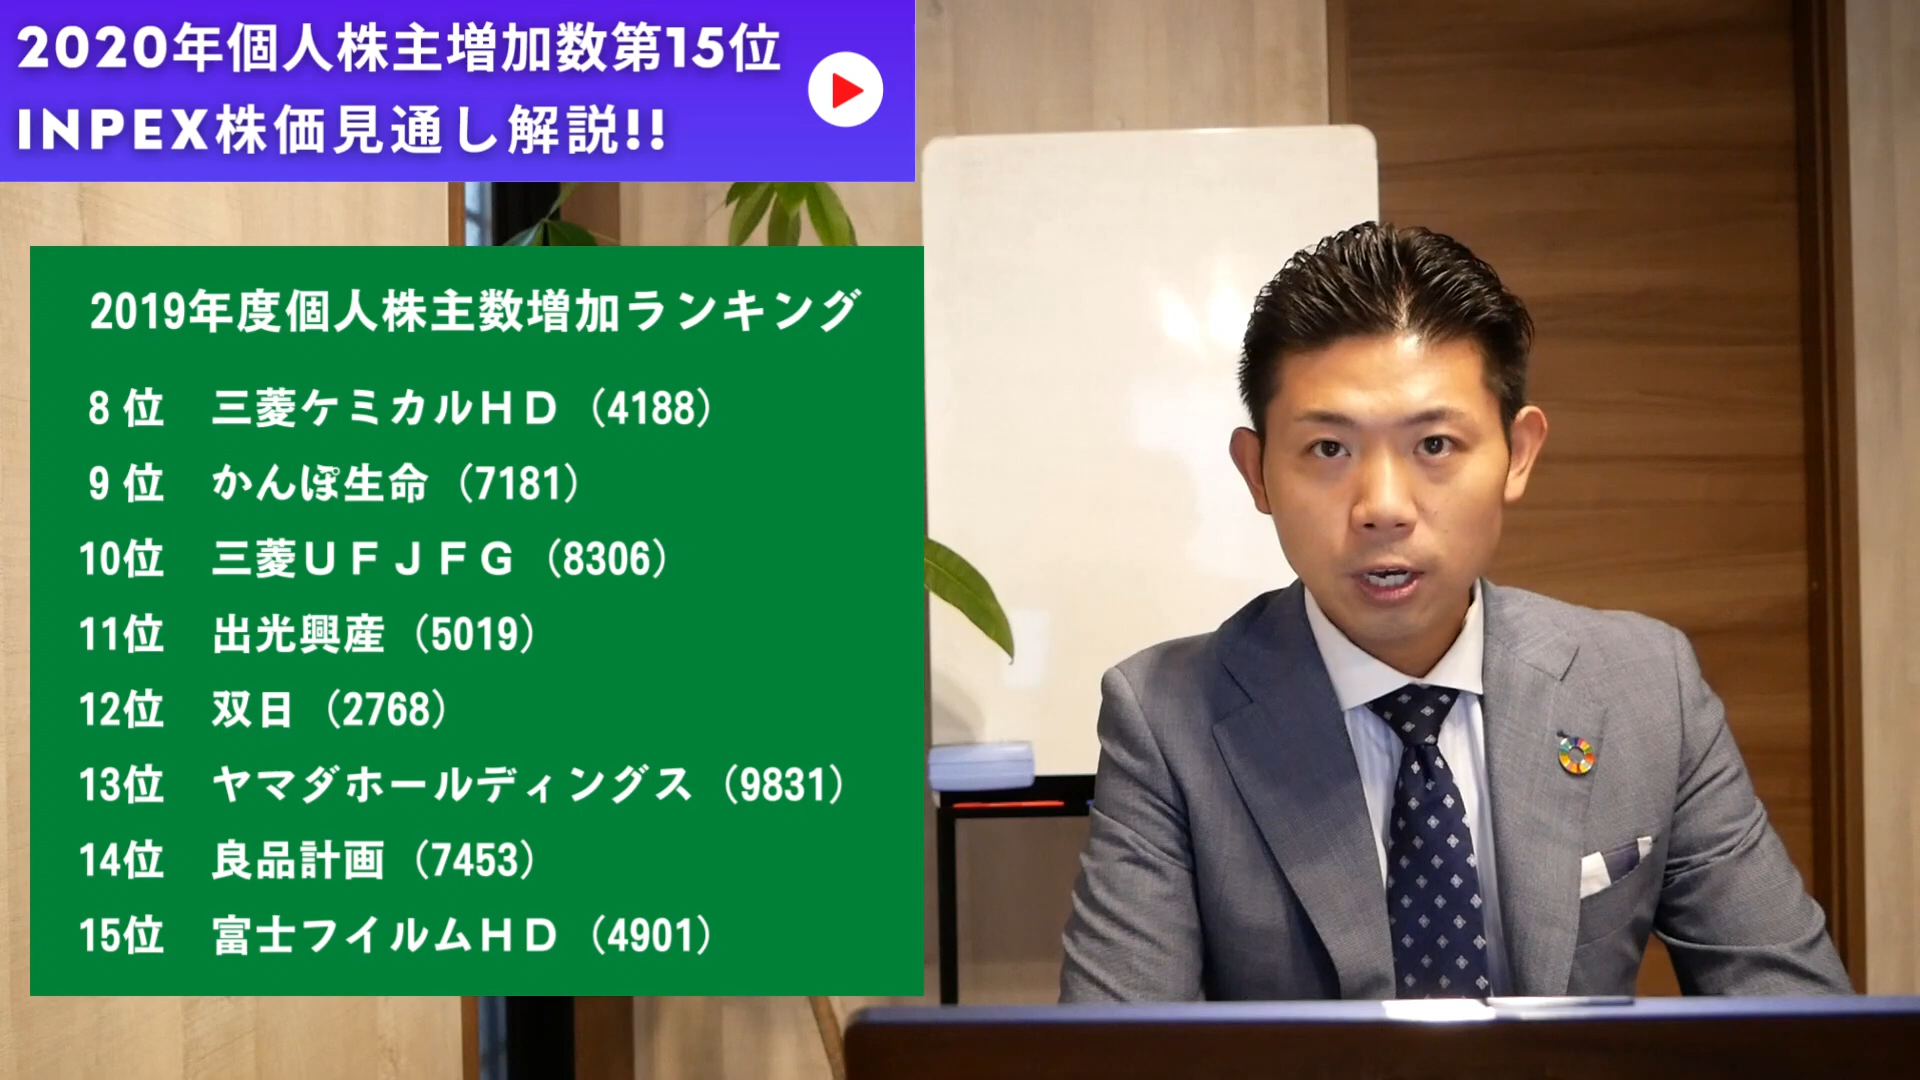 2020年個人株主増加数第15位
INPEX株価見通し解説!!
2019年度個人株主数増加ランキング
8位 三菱ケミカルHD（4188）
9位 かんぽ生命（7181）
10位 三菱UFJFG（8306）
11位 出光興産（5019）
12位 双日（2768）
13位 ヤマダホールディングス（9831）
14位 良品計画（7453）
15位 富士フイルムHD（4901）